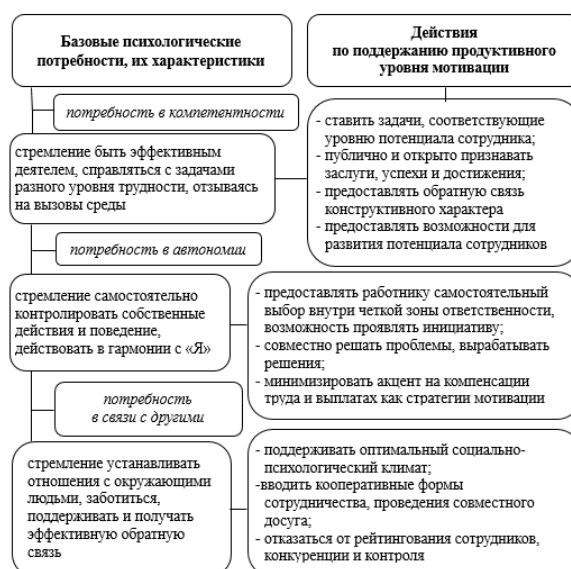 Базовые психологические
потребности, их характеристики
Действия
по поддержанию продуктивного
уровня мотивации
потребность в компетентности
стремление быть эффективным
деятелем, справляться с задачами
разного уровня трудности, отзываясь
на вызовы среды
- ставить задачи, соответствующие
уровню потенциала сотрудника;
- публично и открыто признавать
заслуги, успехи и достижения;
- предоставлять обратную связь
конструктивного характера
- предоставлять возможности для
развития потенциала сотрудников
потребность в автономии
стремление самостоятельно
контролировать собственные
действия и поведение,
действовать в гармонии с «Я»
- предоставлять работнику самостоятельный
выбор внутри четкой зоны ответственности,
возможность проявлять инициативу;
- совместно решать проблемы, вырабатывать
решения;
- минимизировать акцент на компенсации
труда и выплатах как стратегии мотивации
потребность
в связи с другими
стремление устанавливать
отношения с окружающими
людьми, заботиться,
поддерживать и получать
эффективную обратную
связь
- поддерживать оптимальный социально-
психологический климат;
-вводить кооперативные формы
сотрудничества, проведения совместного
досуга;
- отказаться от рейтингования сотрудников,
конкуренции и контроля